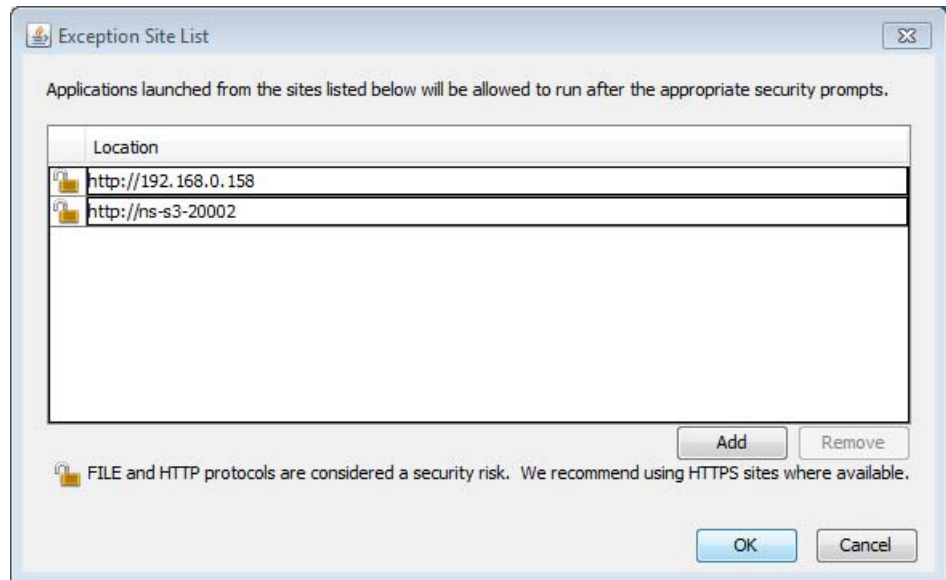 Exception Site List
Applications launched from the sites listed below will be allowed to run after the appropriate security prompts.
Location
http://192.168.0.158
http://ns-s3-20002
Add Remove
FILE and HTTP protocols are considered a security risk. We recommend using HTTPS sites where available.
OK Cancel